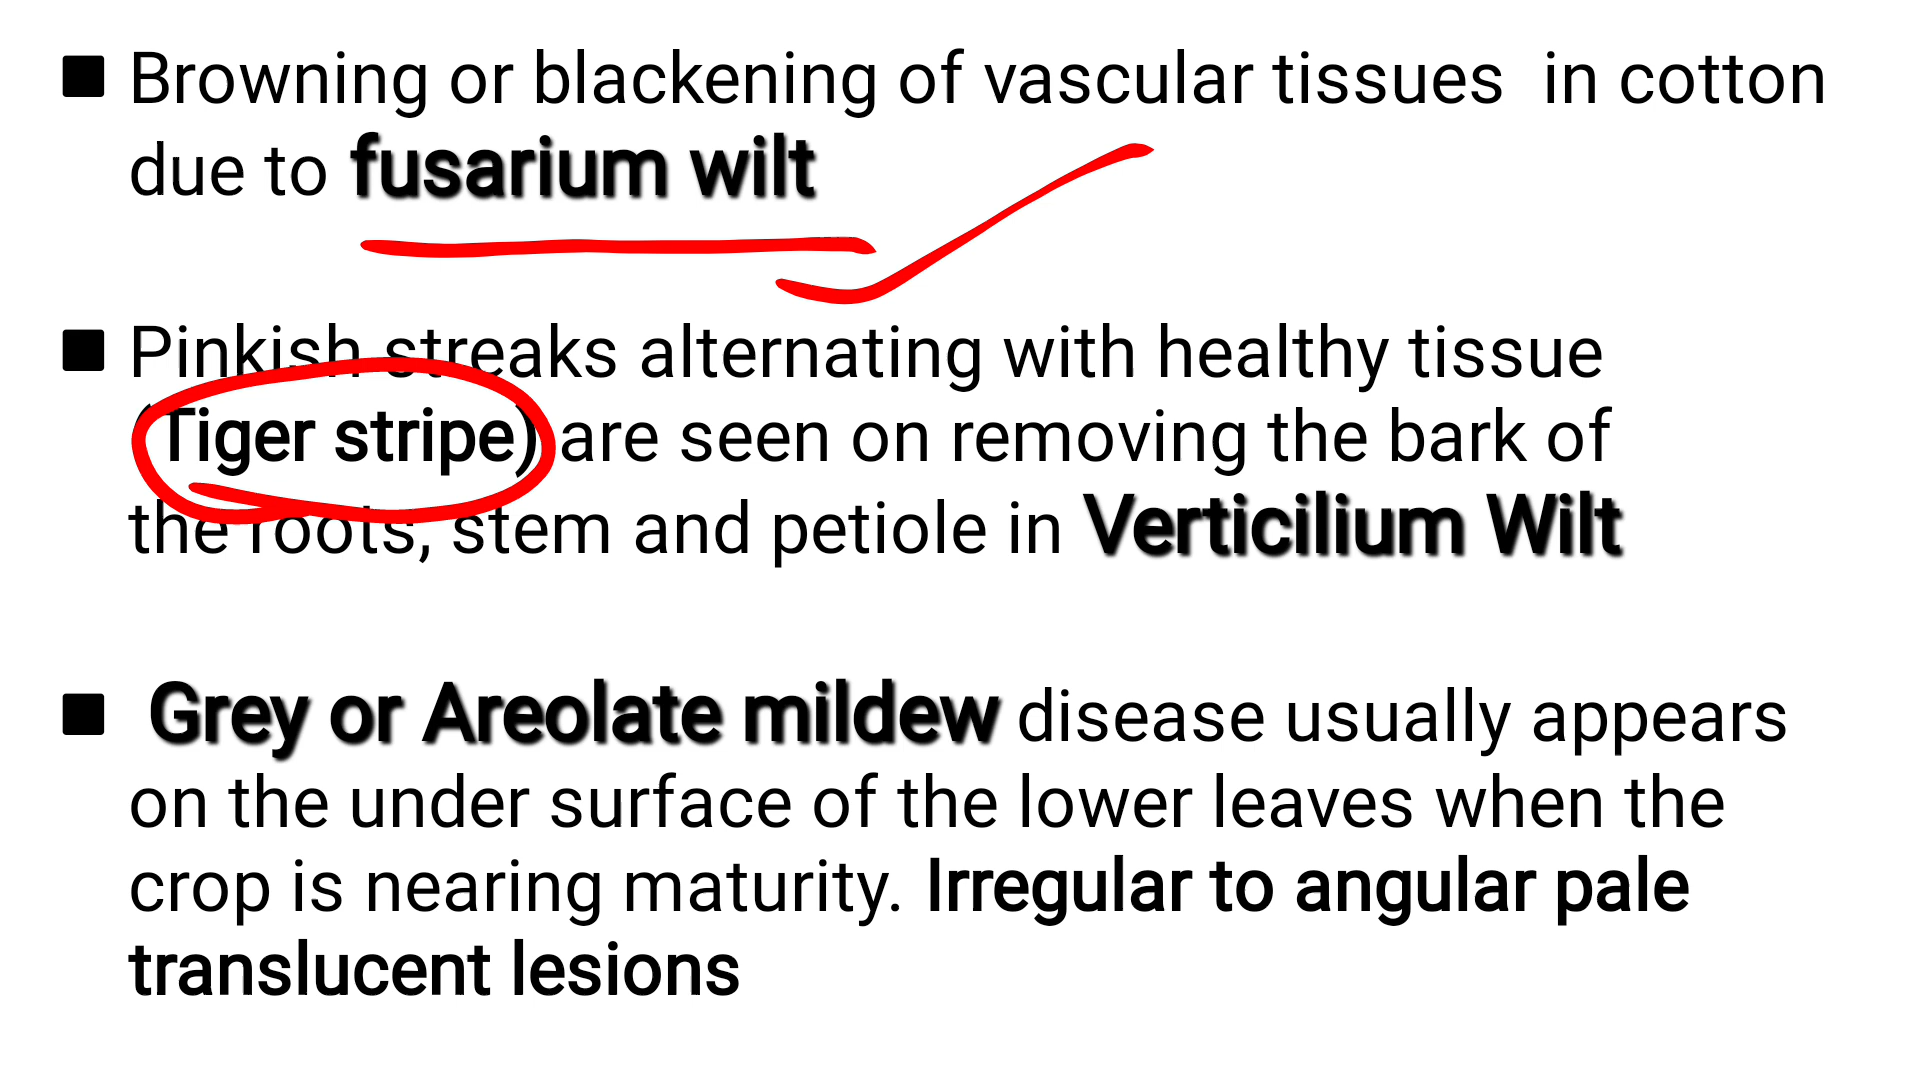 ■ Browning or blackening of vascular tissues in cotton
due to fusarium wilt
■ Pinkish streaks alternating with healthy tissue
(Tiger stripe) are seen on removing the bark of
the roots, stem and petiole in Verticilium Wilt
■ Grey or Areolate mildew disease usually appears
on the under surface of the lower leaves when the
crop is nearing maturity. Irregular to angular pale
translucent lesions